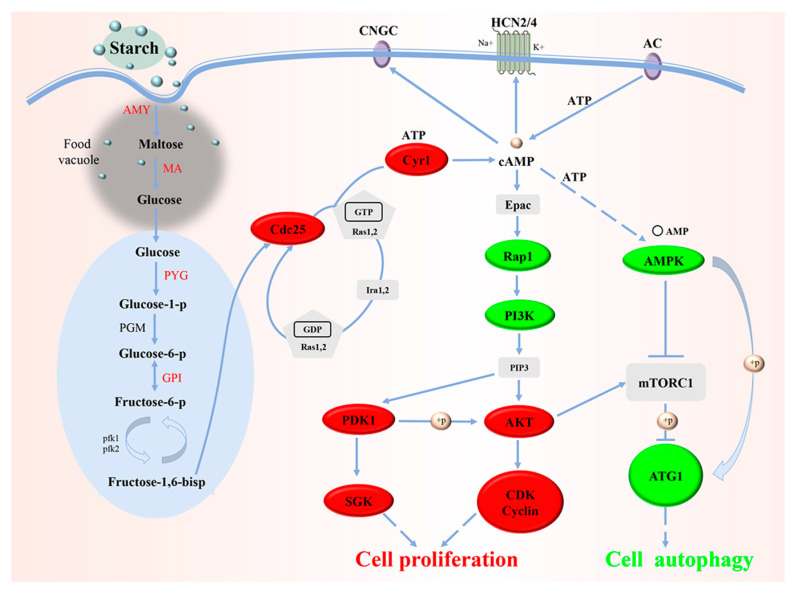 Starch
CNGC
HCN2/4
Na+
K+
AC
ATP
AMY
Food
vacuole
Maltose
MA
Glucose
ATP
Cyr1
cAMP
ATP
GTP
Ras1,2
Cdc25
Epac
AMP
Glucose
Rap1
AMPK
PYG
Ira1,2
Glucose-1-p
PI3K
PGM
GDP
Ras1,2
Glucose-6-p
PIP3
GPI
mTORC1
+p
Fructose-6-p
PDK1
+p
AKT
+p
pfk1
pfk2
ATG1
Fructose-1,6-bisp
SGK
CDK
Cyclin
Cell proliferation
Cell autophagy